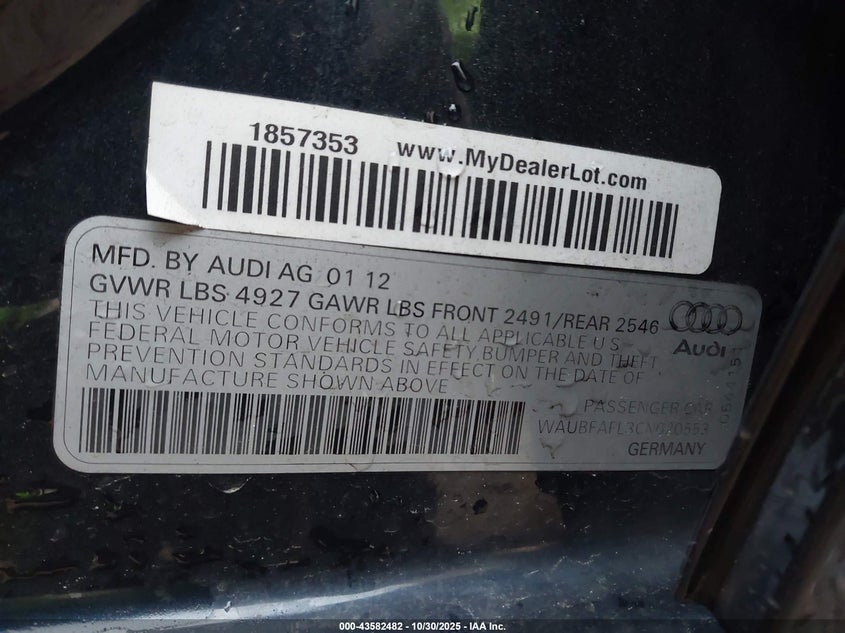 1857353 www.MyDealerLot.com
MFD. BY AUDI AG 01 12
GVWR LBS 4927 GAWR LBS FRONT 2491/REAR 2546
THIS VEHICLE CONFORMS TO ALL APPLICABLE U.S.
FEDERAL MOTOR VEHICLE SAFETY, BUMPER AND THEFT
PREVENTION STANDARDS IN EFFECT ON THE DATE OF
MANUFACTURE SHOWN ABOVE
Audi
PASSENGER CAR
WAUBFAFL3CN020553
GERMANY
000-43582482 - 10/30/2025 - IAA Inc.